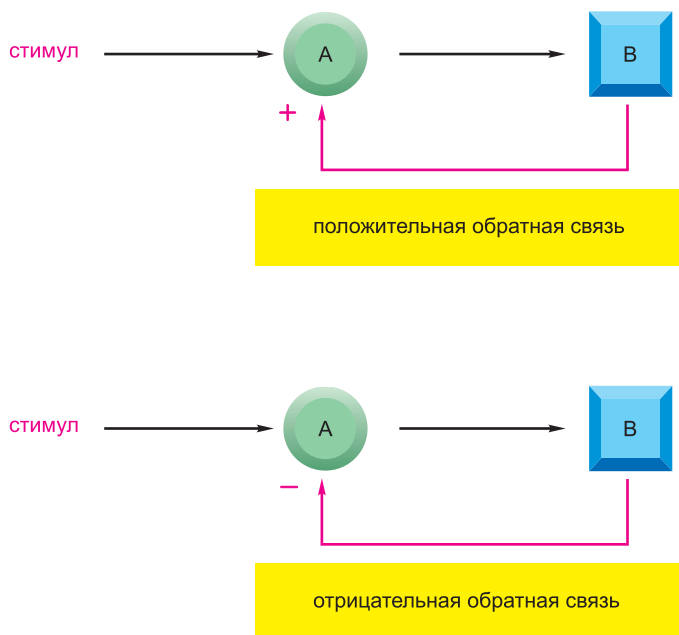 стимул
A
B
+
положительная обратная связь
стимул
A
B
−
отрицательная обратная связь